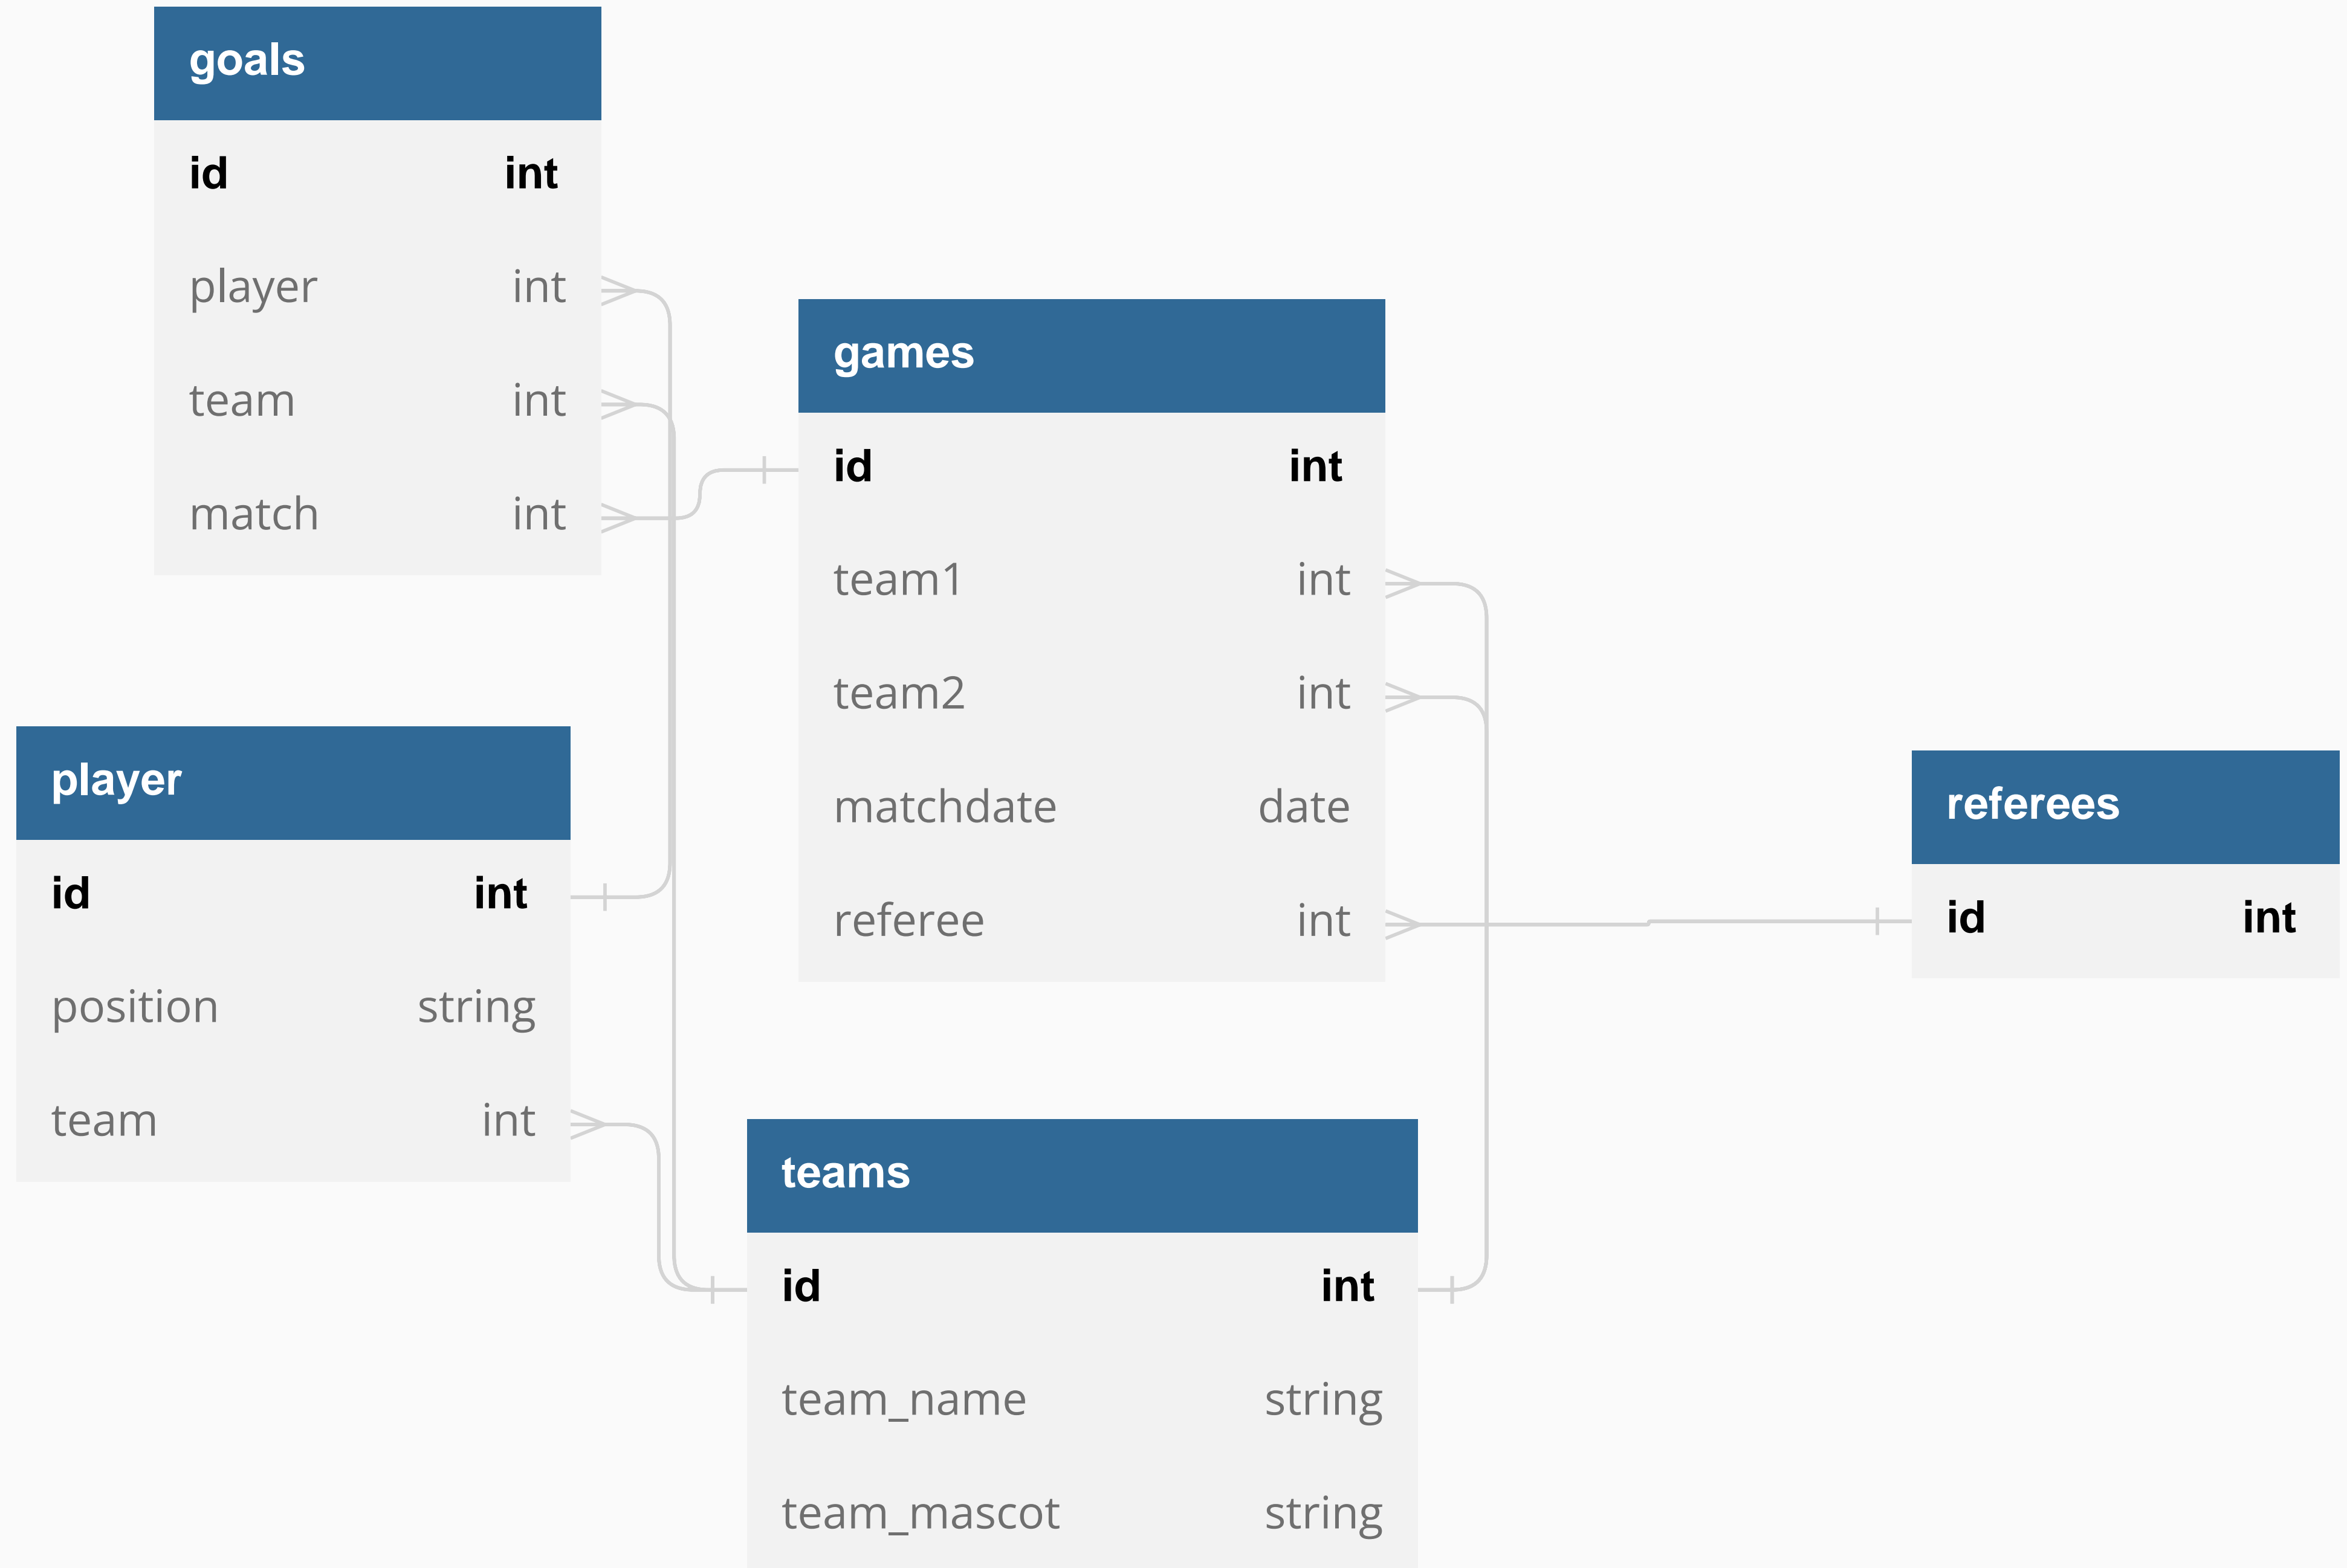 goals
id int
player int
team int
match int
games
id int
team1 int
team2 int
matchdate date
referee int
player
id int
position string
team int
referees
id int
teams
id int
team_name string
team_mascot string